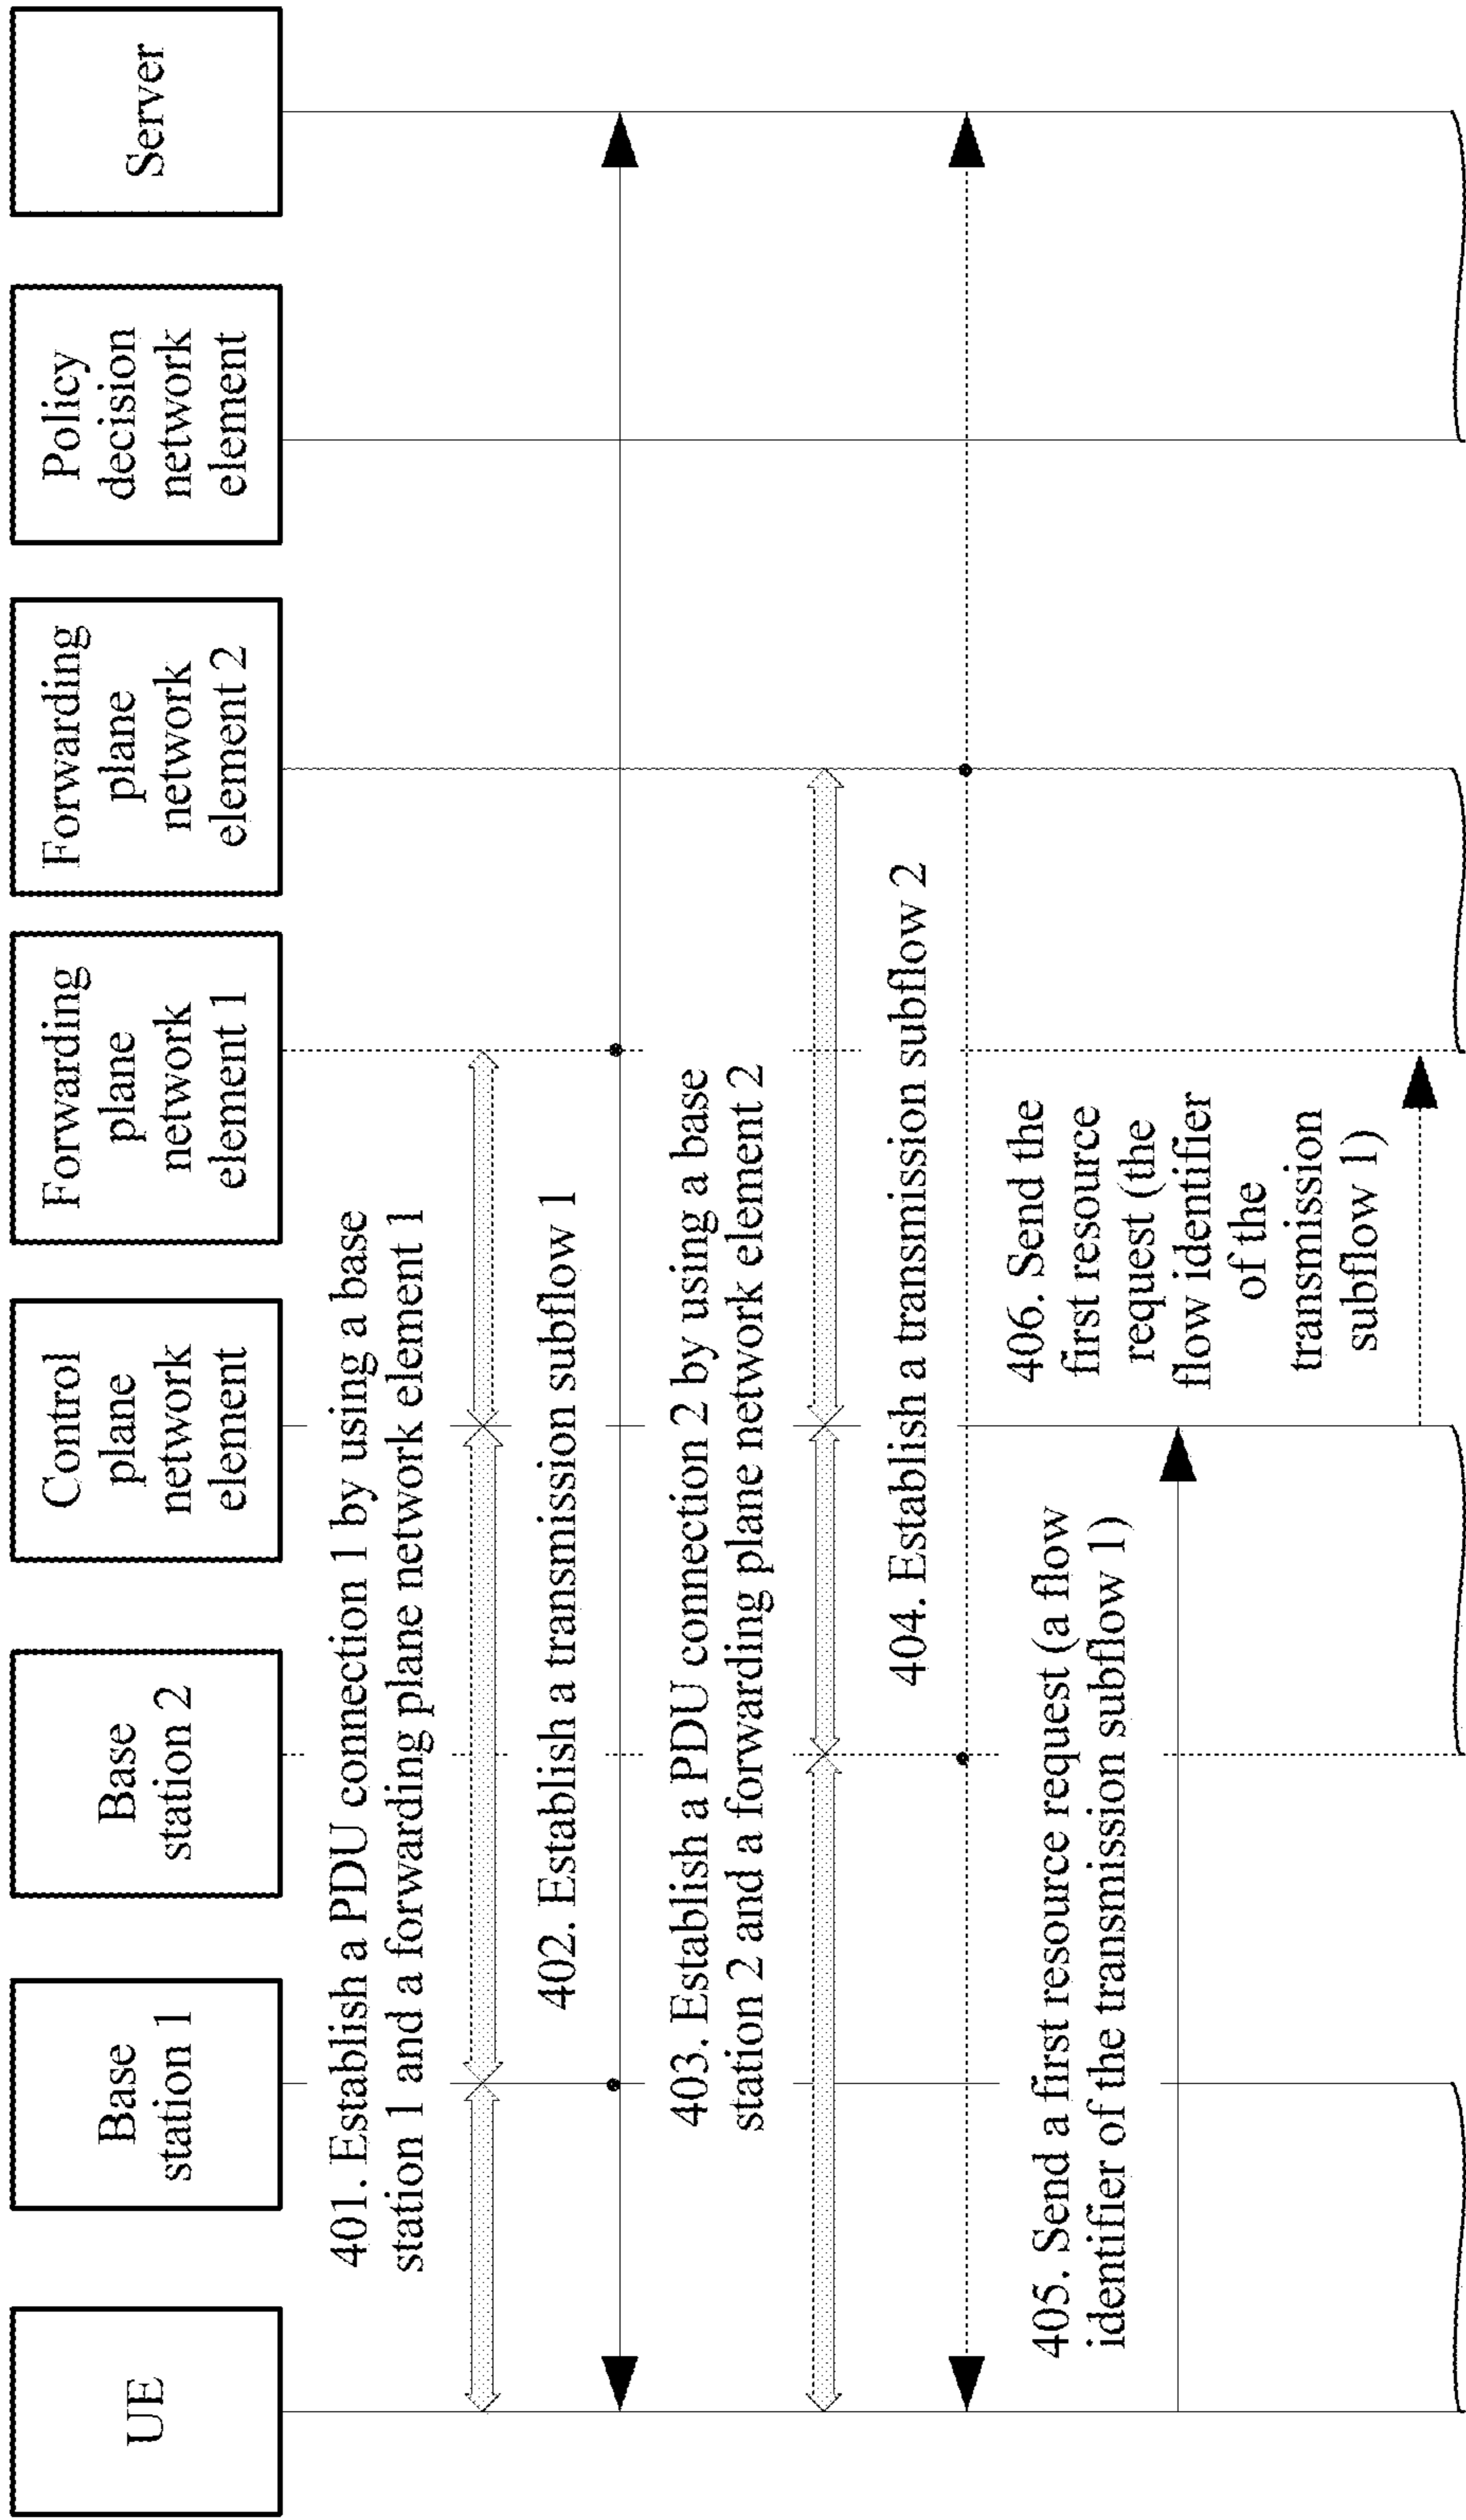 UE
Base
station 1
Base
station 2
Control
plane
network
element
Forwarding
plane
network
element 1
Forwarding
plane
network
element 2
Policy
decision
network
element
Server
401. Establish a PDU connection 1 by using a base
station 1 and a forwarding plane network element 1
402. Establish a transmission subflow 1
403. Establish a PDU connection 2 by using a base
station 2 and a forwarding plane network element 2
404. Establish a transmission subflow 2
405. Send a first resource request (a flow
identifier of the transmission subflow 1)
406. Send the
first resource
request (the
flow identifier
of the
transmission
subflow 1)